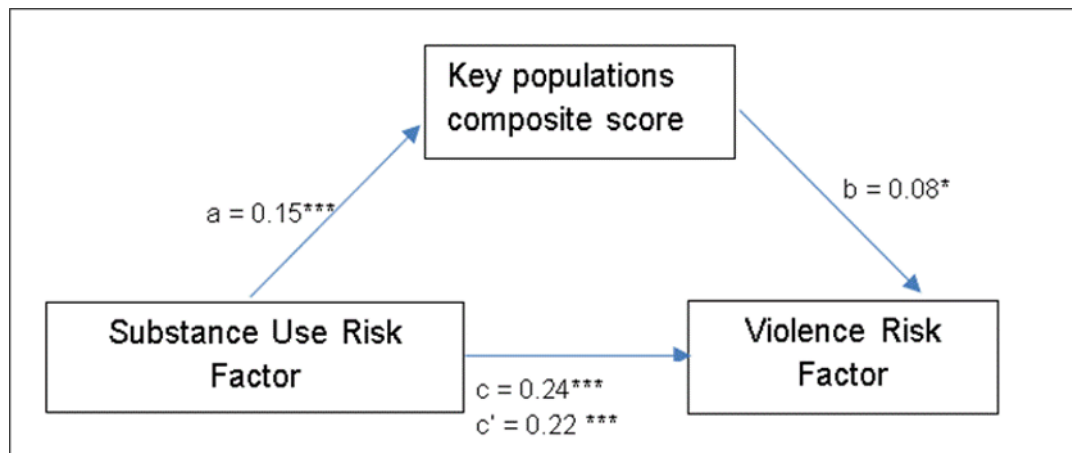 Key populations
composite score
a = 0.15***
b = 0.08*
Substance Use Risk
Factor
Violence Risk
Factor
c = 0.24***
c' = 0.22 ***